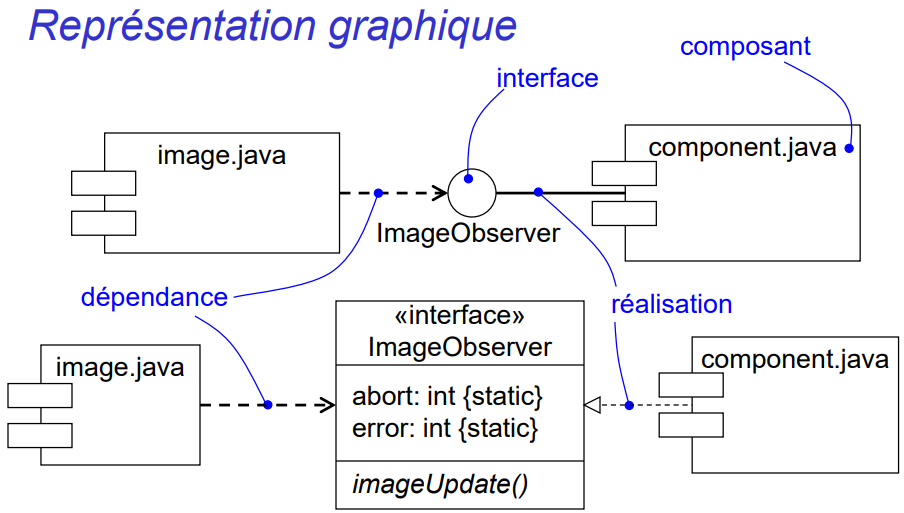 Représentation graphique
composant
interface
image.java
component.java
ImageObserver
dépendance
réalisation
«interface»
ImageObserver
image.java
component.java
abort: int {static}
error: int {static}
imageUpdate()